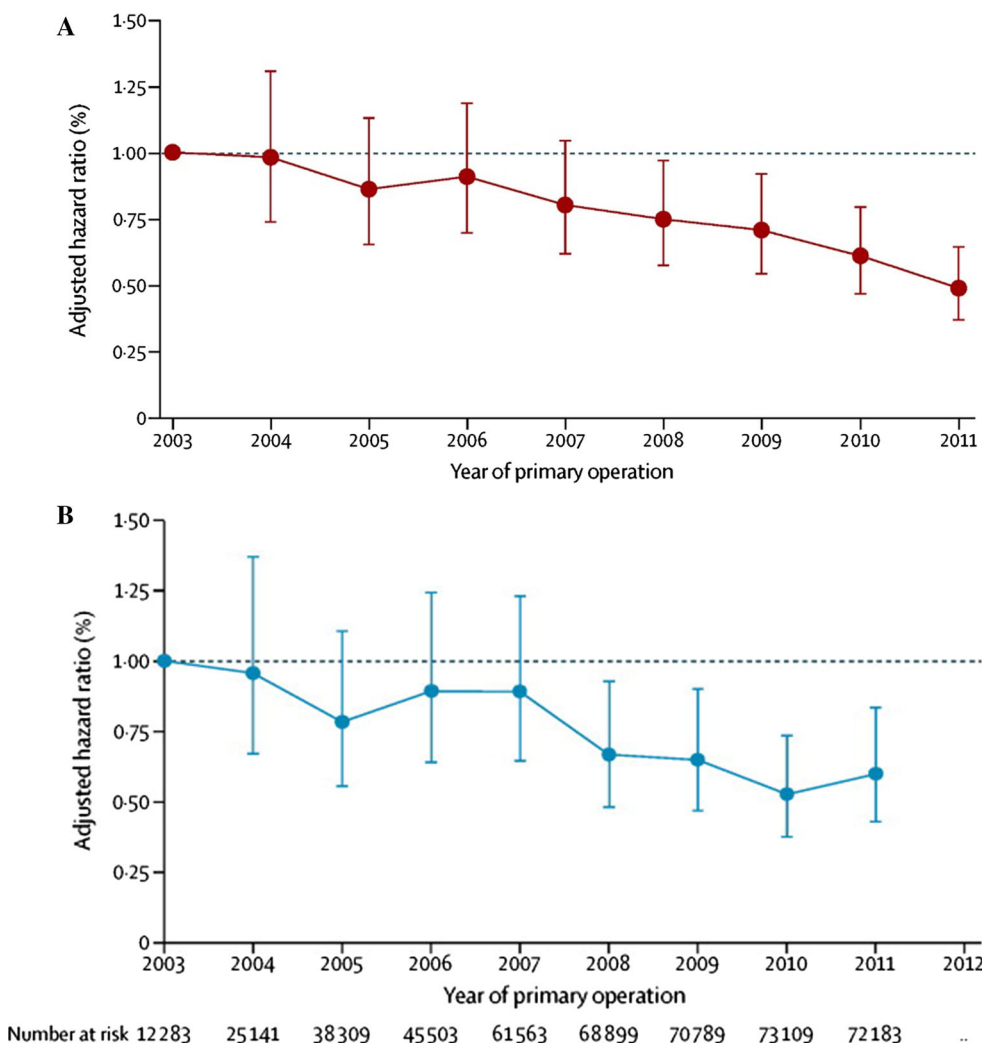 A
1·50
1·25
1·00
0·75
0·50
0·25
0
Adjusted hazard ratio (%)
2003 2004 2005 2006 2007 2008 2009 2010 2011
Year of primary operation
B
1·50
1·25
1·00
0·75
0·50
0·25
0
Adjusted hazard ratio (%)
2003 2004 2005 2006 2007 2008 2009 2010 2011 2012
Year of primary operation
Number at risk 12283 25141 38309 45503 61563 68899 70789 73109 72183 ..